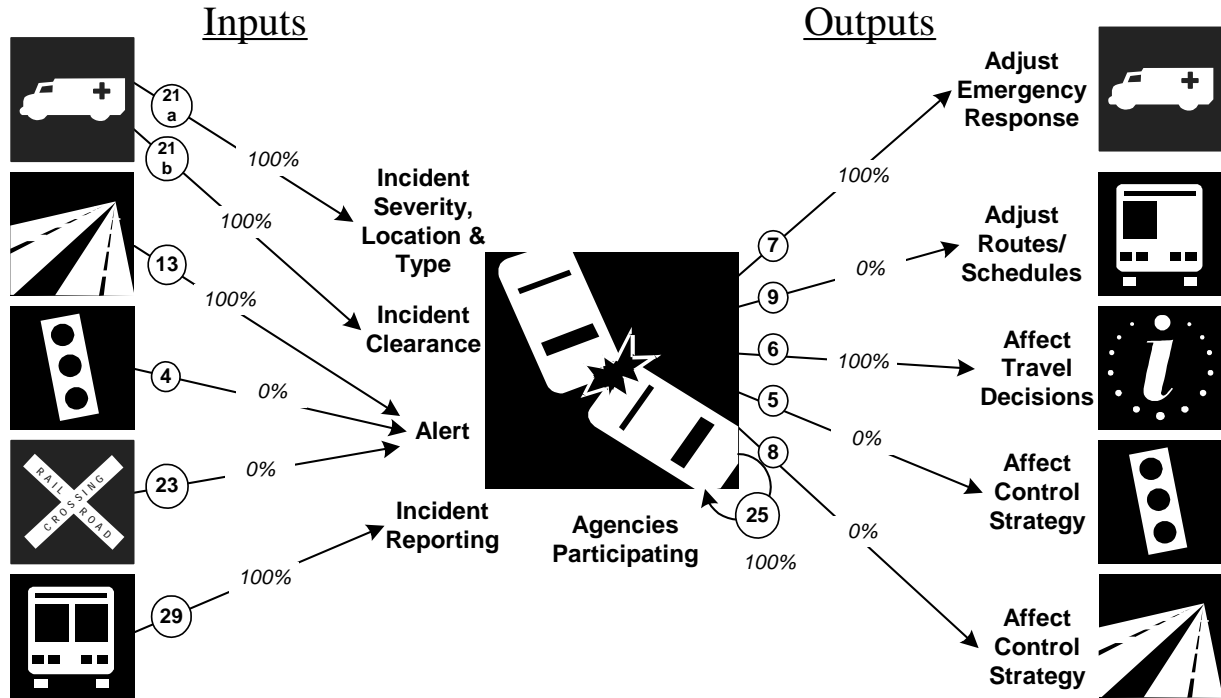 Inputs
Outputs
21
a
21
b
13
4
23
29
100%
100%
100%
0%
0%
100%
Incident
Severity,
Location &
Type
Incident
Clearance
Alert
Incident
Reporting
RAIL
CROSSING
ROAD
Agencies
Participating
25
100%
7
9
6
5
8
100%
0%
100%
0%
0%
Adjust
Emergency
Response
Adjust
Routes/
Schedules
i
Affect
Travel
Decisions
Affect
Control
Strategy
Affect
Control
Strategy